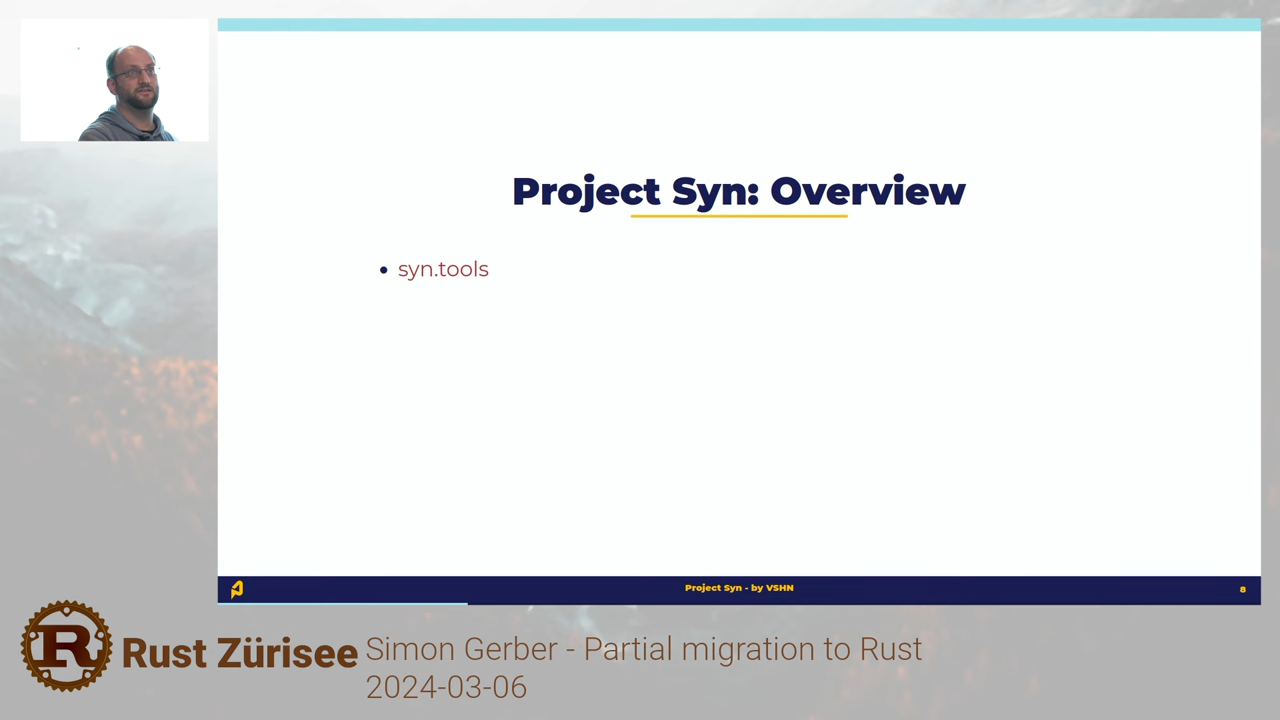 Project Syn: Overview
syn.tools
Project Syn - by VSHN
8
R
Rust Zürisee
Simon Gerber - Partial migration to Rust
2024-03-06